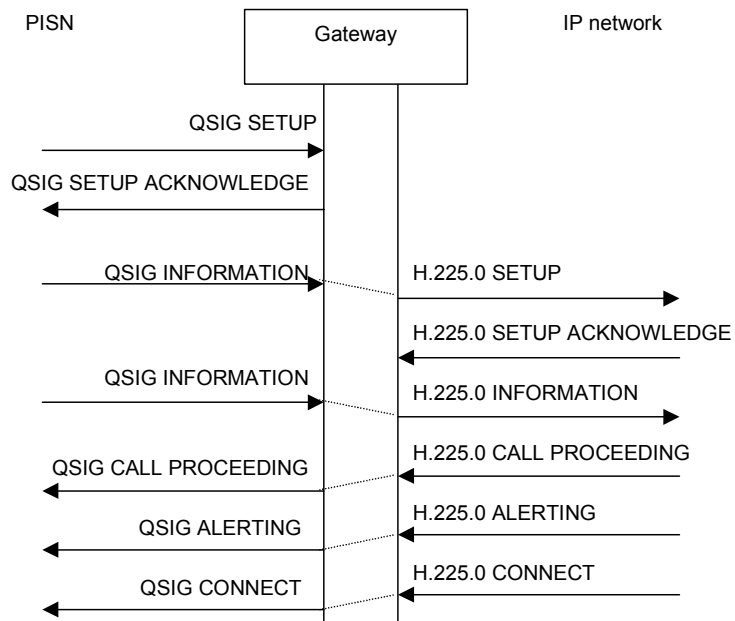 PISN
Gateway
IP network
QSIG SETUP
QSIG SETUP ACKNOWLEDGE
QSIG INFORMATION
H.225.0 SETUP
H.225.0 SETUP ACKNOWLEDGE
QSIG INFORMATION
H.225.0 INFORMATION
H.225.0 CALL PROCEEDING
QSIG CALL PROCEEDING
H.225.0 ALERTING
QSIG ALERTING
H.225.0 CONNECT
QSIG CONNECT